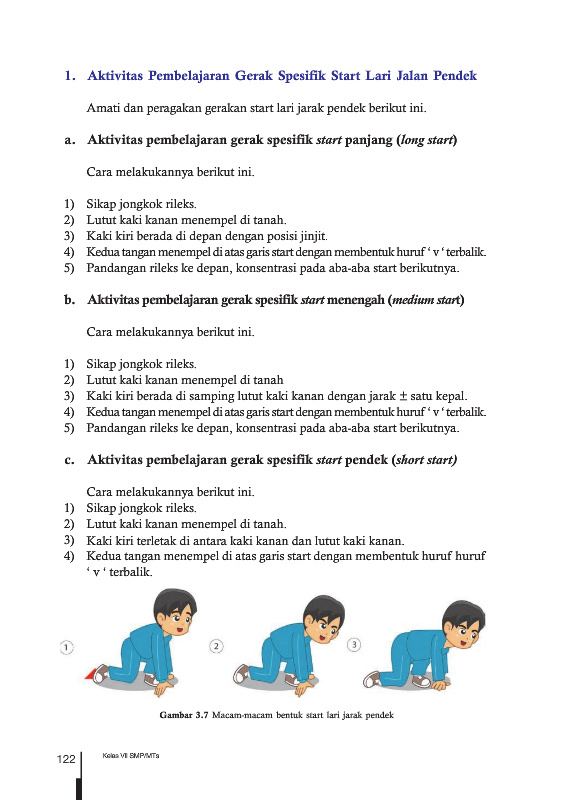 1. Aktivitas Pembelajaran Gerak Spesifik Start Lari Jalan Pendek
Amati dan peragakan gerakan start lari jarak pendek berikut ini.
a. Aktivitas pembelajaran gerak spesifik start panjang (long start)
Cara melakukakannya berikut ini.
1) Sikap jongkok rileks.
2) Lutut kaki kanan menempel di tanah.
3) Kaki kiri berada di depan dengan posisi jinjit.
4) Kedua tangan menempel di atas garis start dengan membentuk huruf ‘ v ‘ terbalik.
5) Pandangan rileks ke depan, konsentrasi pada aba-aba start berikutnya.
b. Aktivitas pembelajaran gerak spesifik start menengah (medium start)
Cara melakukannya berikut ini.
1) Sikap jongkok rileks.
2) Lutut kaki kanan menempel di tanah
3) Kaki kiri berada di samping lutut kaki kanan dengan jarak ± satu kepal.
4) Kedua tangan menempel di atas garis start dengan membentuk huruf ‘ v ‘ terbalik.
5) Pandangan rileks ke depan, konsentrasi pada aba-aba start berikutnya.
c. Aktivitas pembelajaran gerak spesifik start pendek (short start)
Cara melakukannya berikut ini.
1) Sikap jongkok rileks.
2) Lutut kaki kanan menempel di tanah.
3) Kaki kiri terletak di antara kaki kanan dan lutut kaki kanan.
4) Kedua tangan menempel di atas garis start dengan membentuk huruf huruf
‘ v ‘ terbalik.
1 2 3
Gambar 3.7 Macam-macam bentuk start lari jarak pendek
122 Kelas VII SMP/MTs